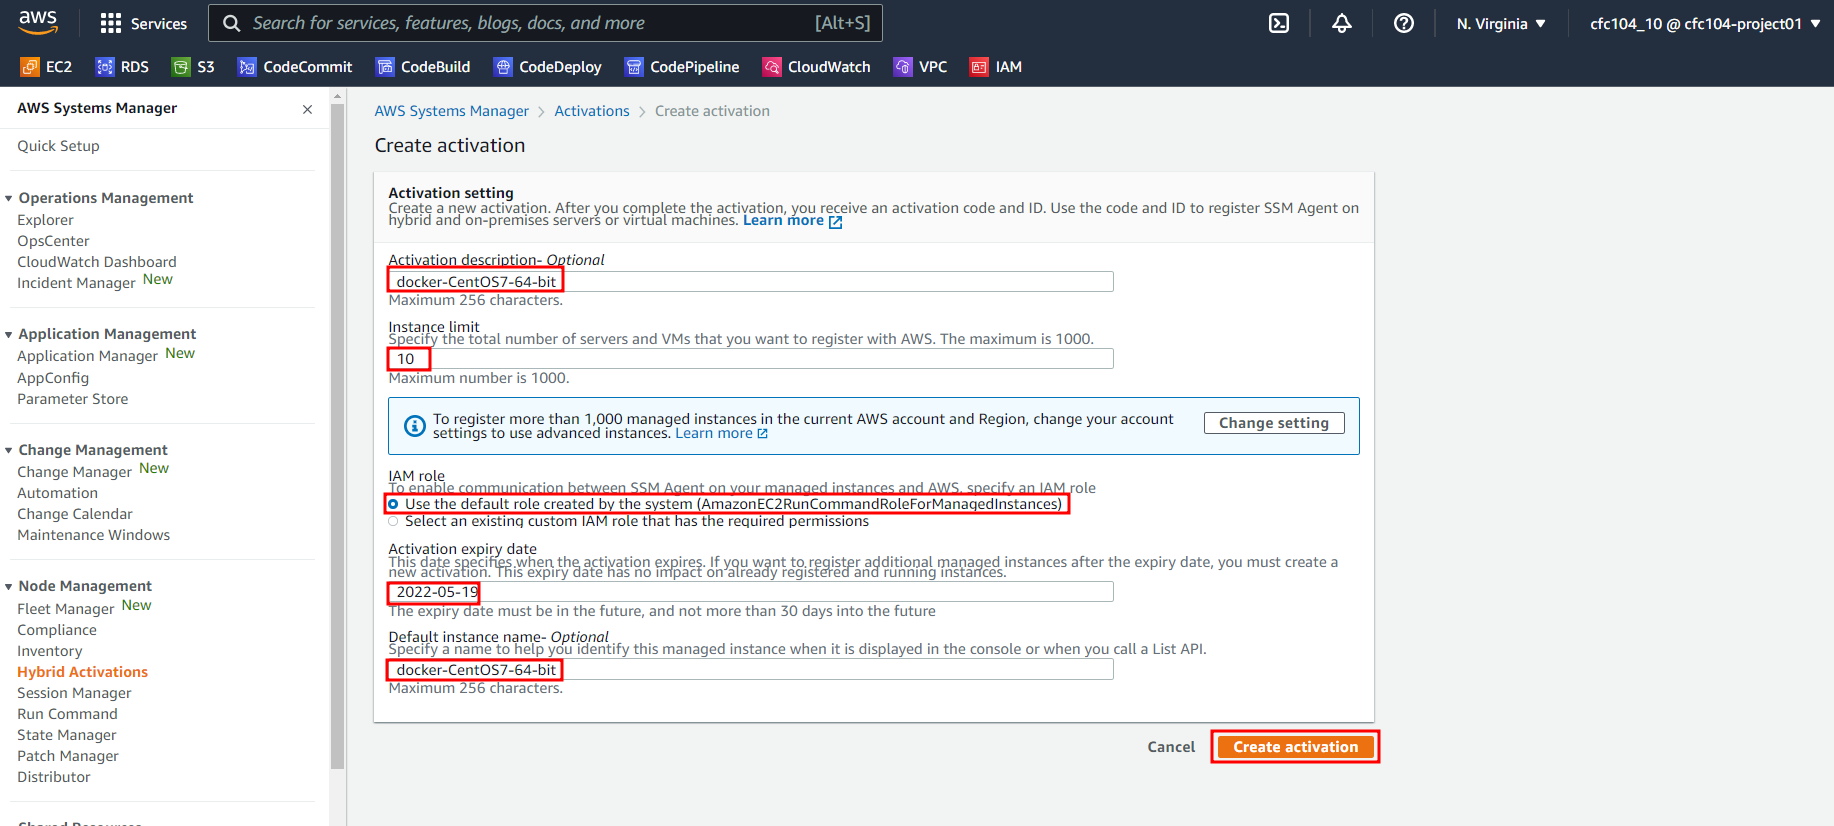 aws
Services
Search for services, features, blogs, docs, and more
[Alt+S]
N. Virginia ▼
cfc104_10 @ cfc104-project01 ▼
EC2
RDS
S3
CodeCommit
CodeBuild
CodeDeploy
CodePipeline
CloudWatch
VPC
IAM
AWS Systems Manager
Quick Setup
Operations Management
Explorer
OpsCenter
CloudWatch Dashboard
Incident Manager New
Application Management
Application Manager New
AppConfig
Parameter Store
Change Management
Change Manager New
Automation
Change Calendar
Maintenance Windows
Node Management
Fleet Manager New
Compliance
Inventory
Hybrid Activations
Session Manager
Run Command
State Manager
Patch Manager
Distributor
Shared Resources
AWS Systems Manager > Activations > Create activation
Create activation
Activation setting
Create a new activation. After you complete the activation, you receive an activation code and ID. Use the code and ID to register SSM Agent on
hybrid and on-premises servers or virtual machines. Learn more
Activation description- Optional
docker-CentOS7-64-bit
Maximum 256 characters.
Instance limit
Specify the total number of servers and VMs that you want to register with AWS. The maximum is 1000.
10
Maximum number is 1000.
To register more than 1,000 managed instances in the current AWS account and Region, change your account
settings to use advanced instances. Learn more
Change setting
IAM role
To enable communication between SSM Agent on your managed instances and AWS, specify an IAM role
Use the default role created by the system (AmazonEC2RunCommandRoleForManagedInstances)
Select an existing custom IAM role that has the required permissions
Activation expiry date
This date specifies when the activation expires. If you want to register additional managed instances after the expiry date, you must create a
new activation. This expiry date has no impact on already registered and running instances.
2022-05-19
The expiry date must be in the future, and not more than 30 days into the future
Default instance name- Optional
Specify a name to help you identify this managed instance when it is displayed in the console or when you call a List API.
docker-CentOS7-64-bit
Maximum 256 characters.
Cancel
Create activation